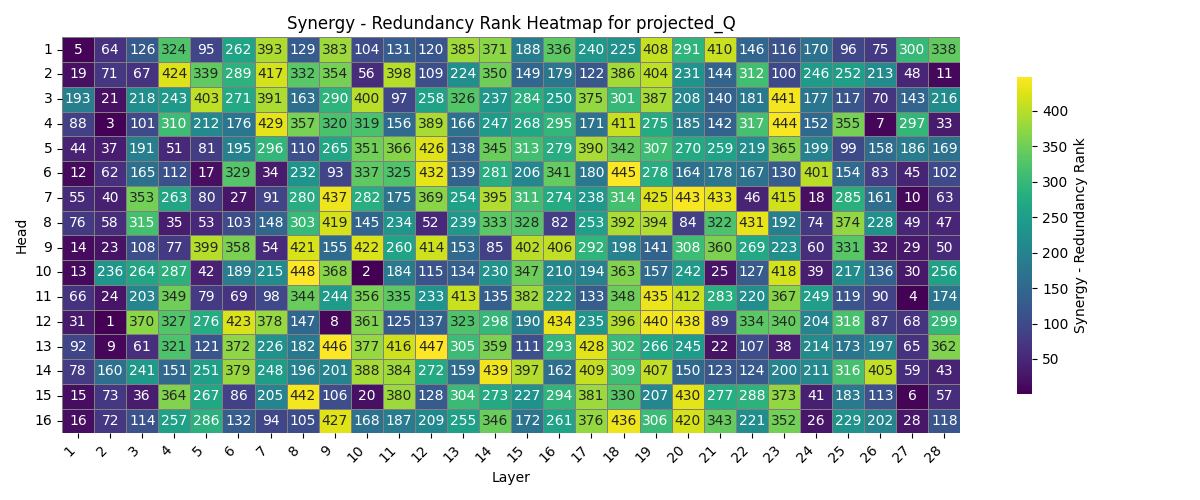 Synergy - Redundancy Rank Heatmap for projected_Q
1 5 64 126 324 95 262 393 129 383 104 131 120 385 371 188 336 240 225 408 291 410 146 116 170 96 75 300 338
2 19 71 67 424 339 289 417 332 354 56 398 109 224 350 149 179 122 386 404 231 144 312 100 246 252 213 48 11
3 193 21 218 243 403 271 391 163 290 400 97 258 326 237 284 250 375 301 387 208 140 181 441 177 117 70 143 216
4 88 3 101 310 212 176 429 357 320 319 156 389 166 247 268 295 171 411 275 185 142 317 444 152 355 7 297 33
5 44 37 191 51 81 195 296 110 265 351 366 426 138 345 313 279 390 342 307 270 259 219 365 199 99 158 186 169
6 12 62 165 112 17 329 34 232 93 337 325 432 139 281 206 341 180 445 278 164 178 167 130 401 154 83 45 102
7 55 40 353 263 80 27 91 280 437 282 175 369 254 395 311 274 238 314 425 443 433 46 415 18 285 161 10 63
8 76 58 315 35 53 103 148 303 419 145 234 52 239 333 328 82 253 392 394 84 322 431 192 74 374 228 49 47
9 14 23 108 77 399 358 54 421 155 422 260 414 153 85 402 406 292 198 141 308 360 269 223 60 331 32 29 50
10 13 236 264 287 42 189 215 448 368 2 184 115 134 230 347 210 194 363 157 242 25 127 418 39 217 136 30 256
11 66 24 203 349 79 69 98 344 244 356 335 233 413 135 382 222 133 348 435 412 283 220 367 249 119 90 4 174
12 31 1 370 327 276 423 378 147 8 361 125 137 323 298 190 434 235 396 440 438 89 334 340 204 318 87 68 299
13 92 9 61 321 121 372 226 182 446 377 416 447 305 359 111 293 428 302 266 245 22 107 38 214 173 197 65 362
14 78 160 241 151 251 379 248 196 201 388 384 272 159 439 397 162 409 309 407 150 123 124 200 211 316 405 59 43
15 15 73 36 364 267 86 205 442 106 20 380 128 304 273 227 294 381 330 207 430 277 288 373 41 183 113 6 57
16 16 72 114 257 286 132 94 105 427 168 187 209 255 346 172 261 376 436 306 420 343 221 352 26 229 202 28 118
1 2 3 4 5 6 7 8 9 10 11 12 13 14 15 16 17 18 19 20 21 22 23 24 25 26 27 28
Layer
Head
400
350
300
250
200
150
100
50
Synergy - Redundancy Rank